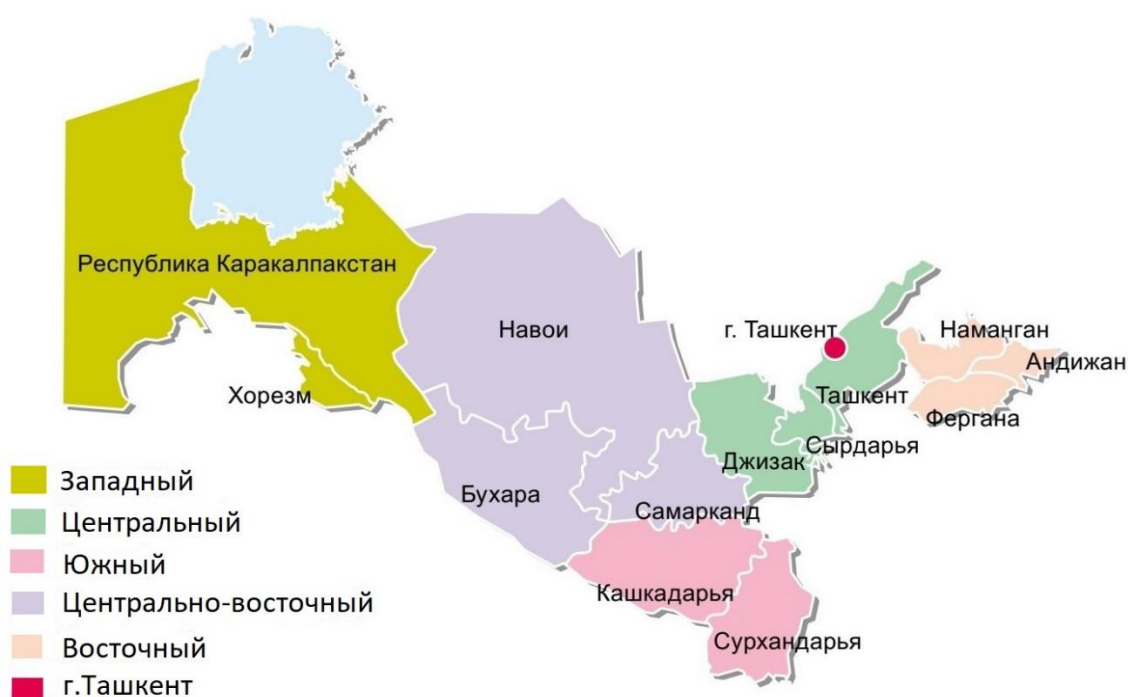 Республика Каракалпакстан
Хорезм
Навои
Бухара
Самарканд
г. Ташкент
Ташкент
Сырдарья
Джизак
Наманган
Андижан
Фергана
Кашкадарья
Сурхандарья
Западный
Центральный
Южный
Центрально-восточный
Восточный
г.Ташкент